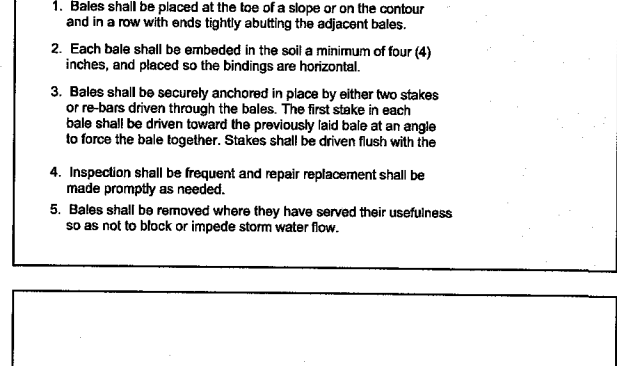 1. Bales shall be placed at the toe of a slope or on the contour
and in a row with ends tightly abutting the adjacent bales.
2. Each bale shall be embeded in the soil a minimum of four (4)
inches, and placed so the bindings are horizontal.
3. Bales shall be securely anchored in place by either two stakes
or re-bars driven through the bales. The first stake in each
bale shall be driven toward the previously laid bale at an angle
to force the bale together. Stakes shall be driven flush with the
4. Inspection shall be frequent and repair replacement shall be
made promptly as needed.
5. Bales shall be removed where they have served their usefulness
so as not to block or impede storm water flow.